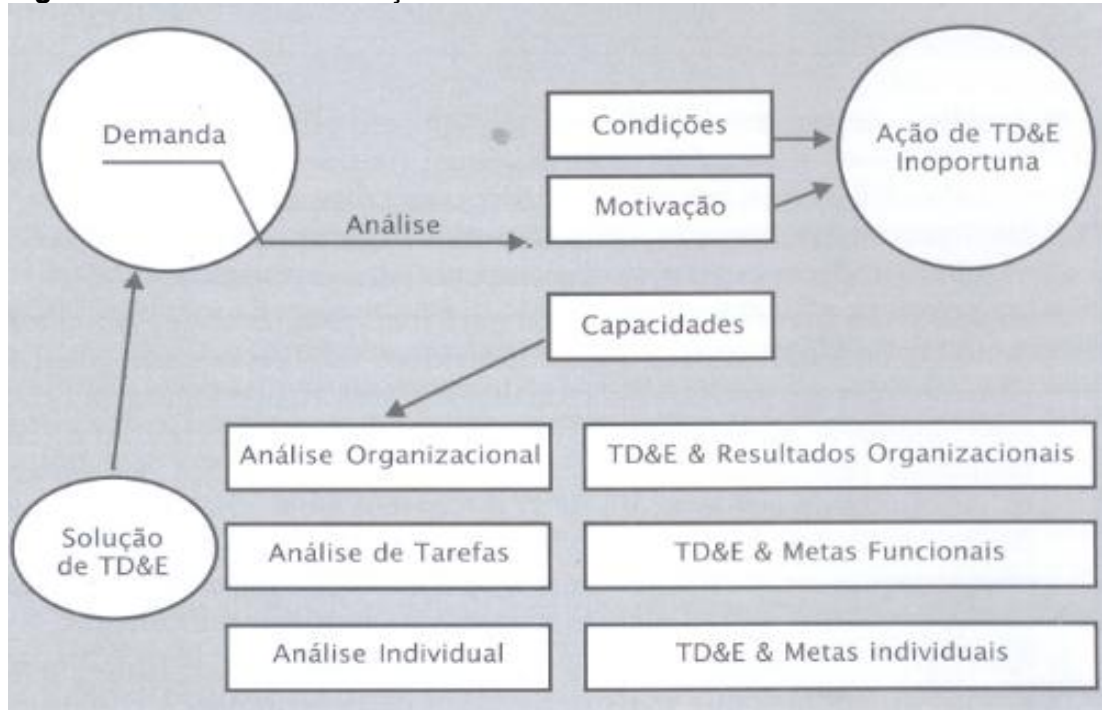 Demanda
Análise
Condições
Motivação
Capacidades
Ação de TD&E
Inoportuna
Solução
de TD&E
Análise Organizacional
TD&E & Resultados Organizacionais
Análise de Tarefas
TD&E & Metas Funcionais
Análise Individual
TD&E & Metas individuais